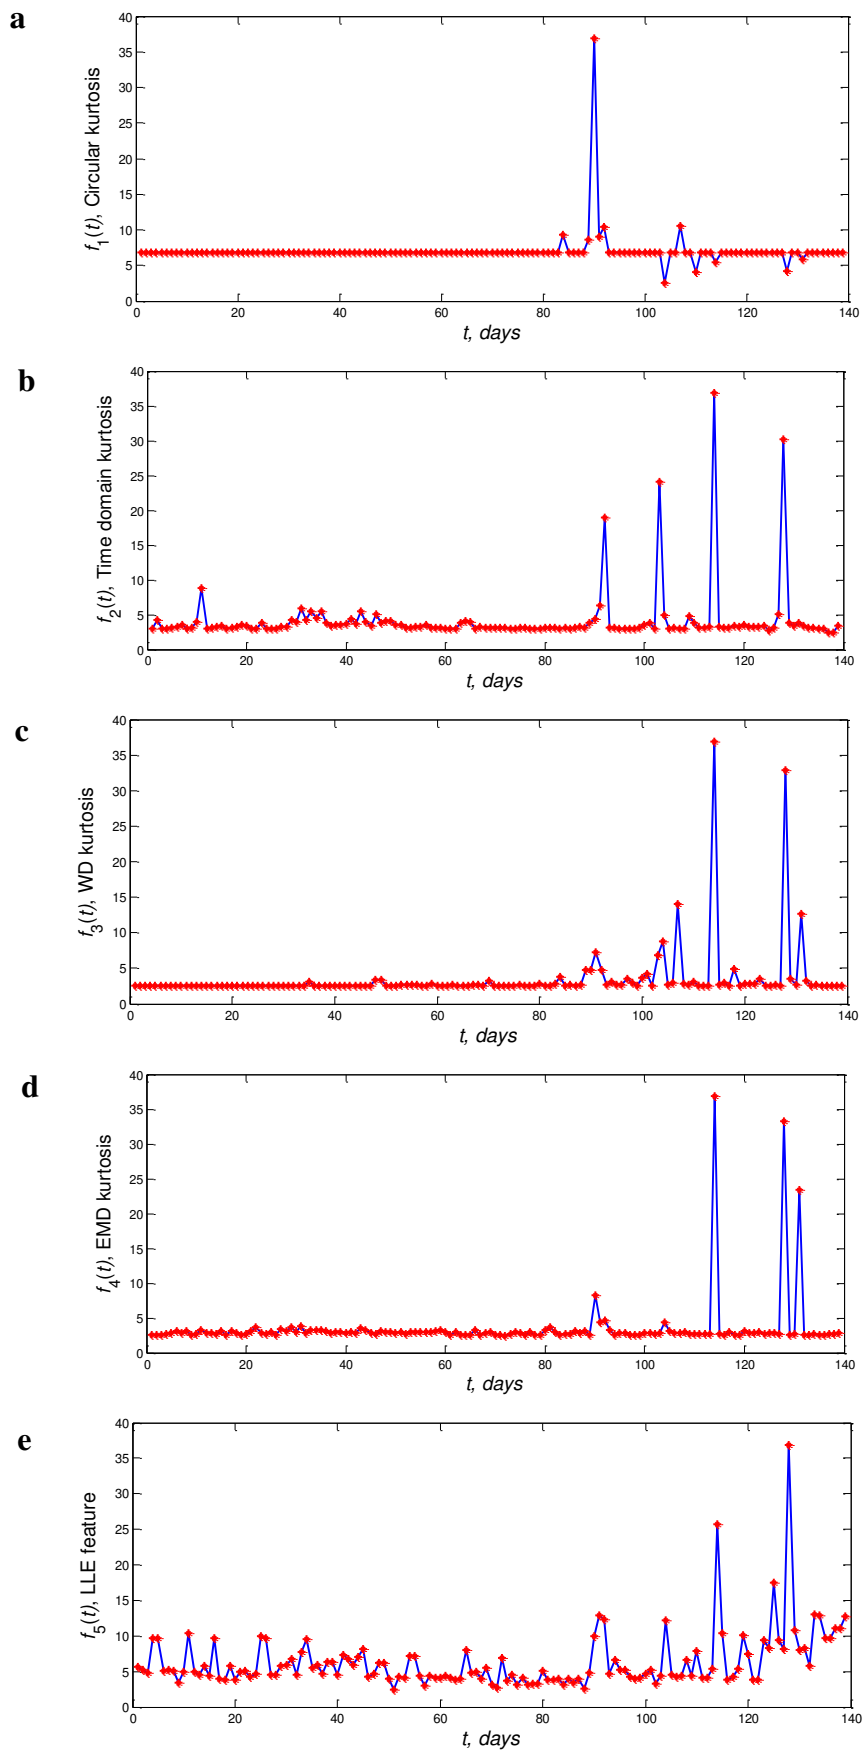 a
40
35
30
25
20
15
10
5
0
f1(t), Circular kurtosis
0 20 40 60 80 100 120 140
t, days
b
40
35
30
25
20
15
10
5
0
f2(t), Time domain kurtosis
0 20 40 60 80 100 120 140
t, days
c
40
35
30
25
20
15
10
5
0
f3(t), WD kurtosis
0 20 40 60 80 100 120 140
t, days
d
40
35
30
25
20
15
10
5
0
f4(t), EMD kurtosis
0 20 40 60 80 100 120 140
t, days
e
40
35
30
25
20
15
10
5
0
f5(t), LLE feature
0 20 40 60 80 100 120 140
t, days